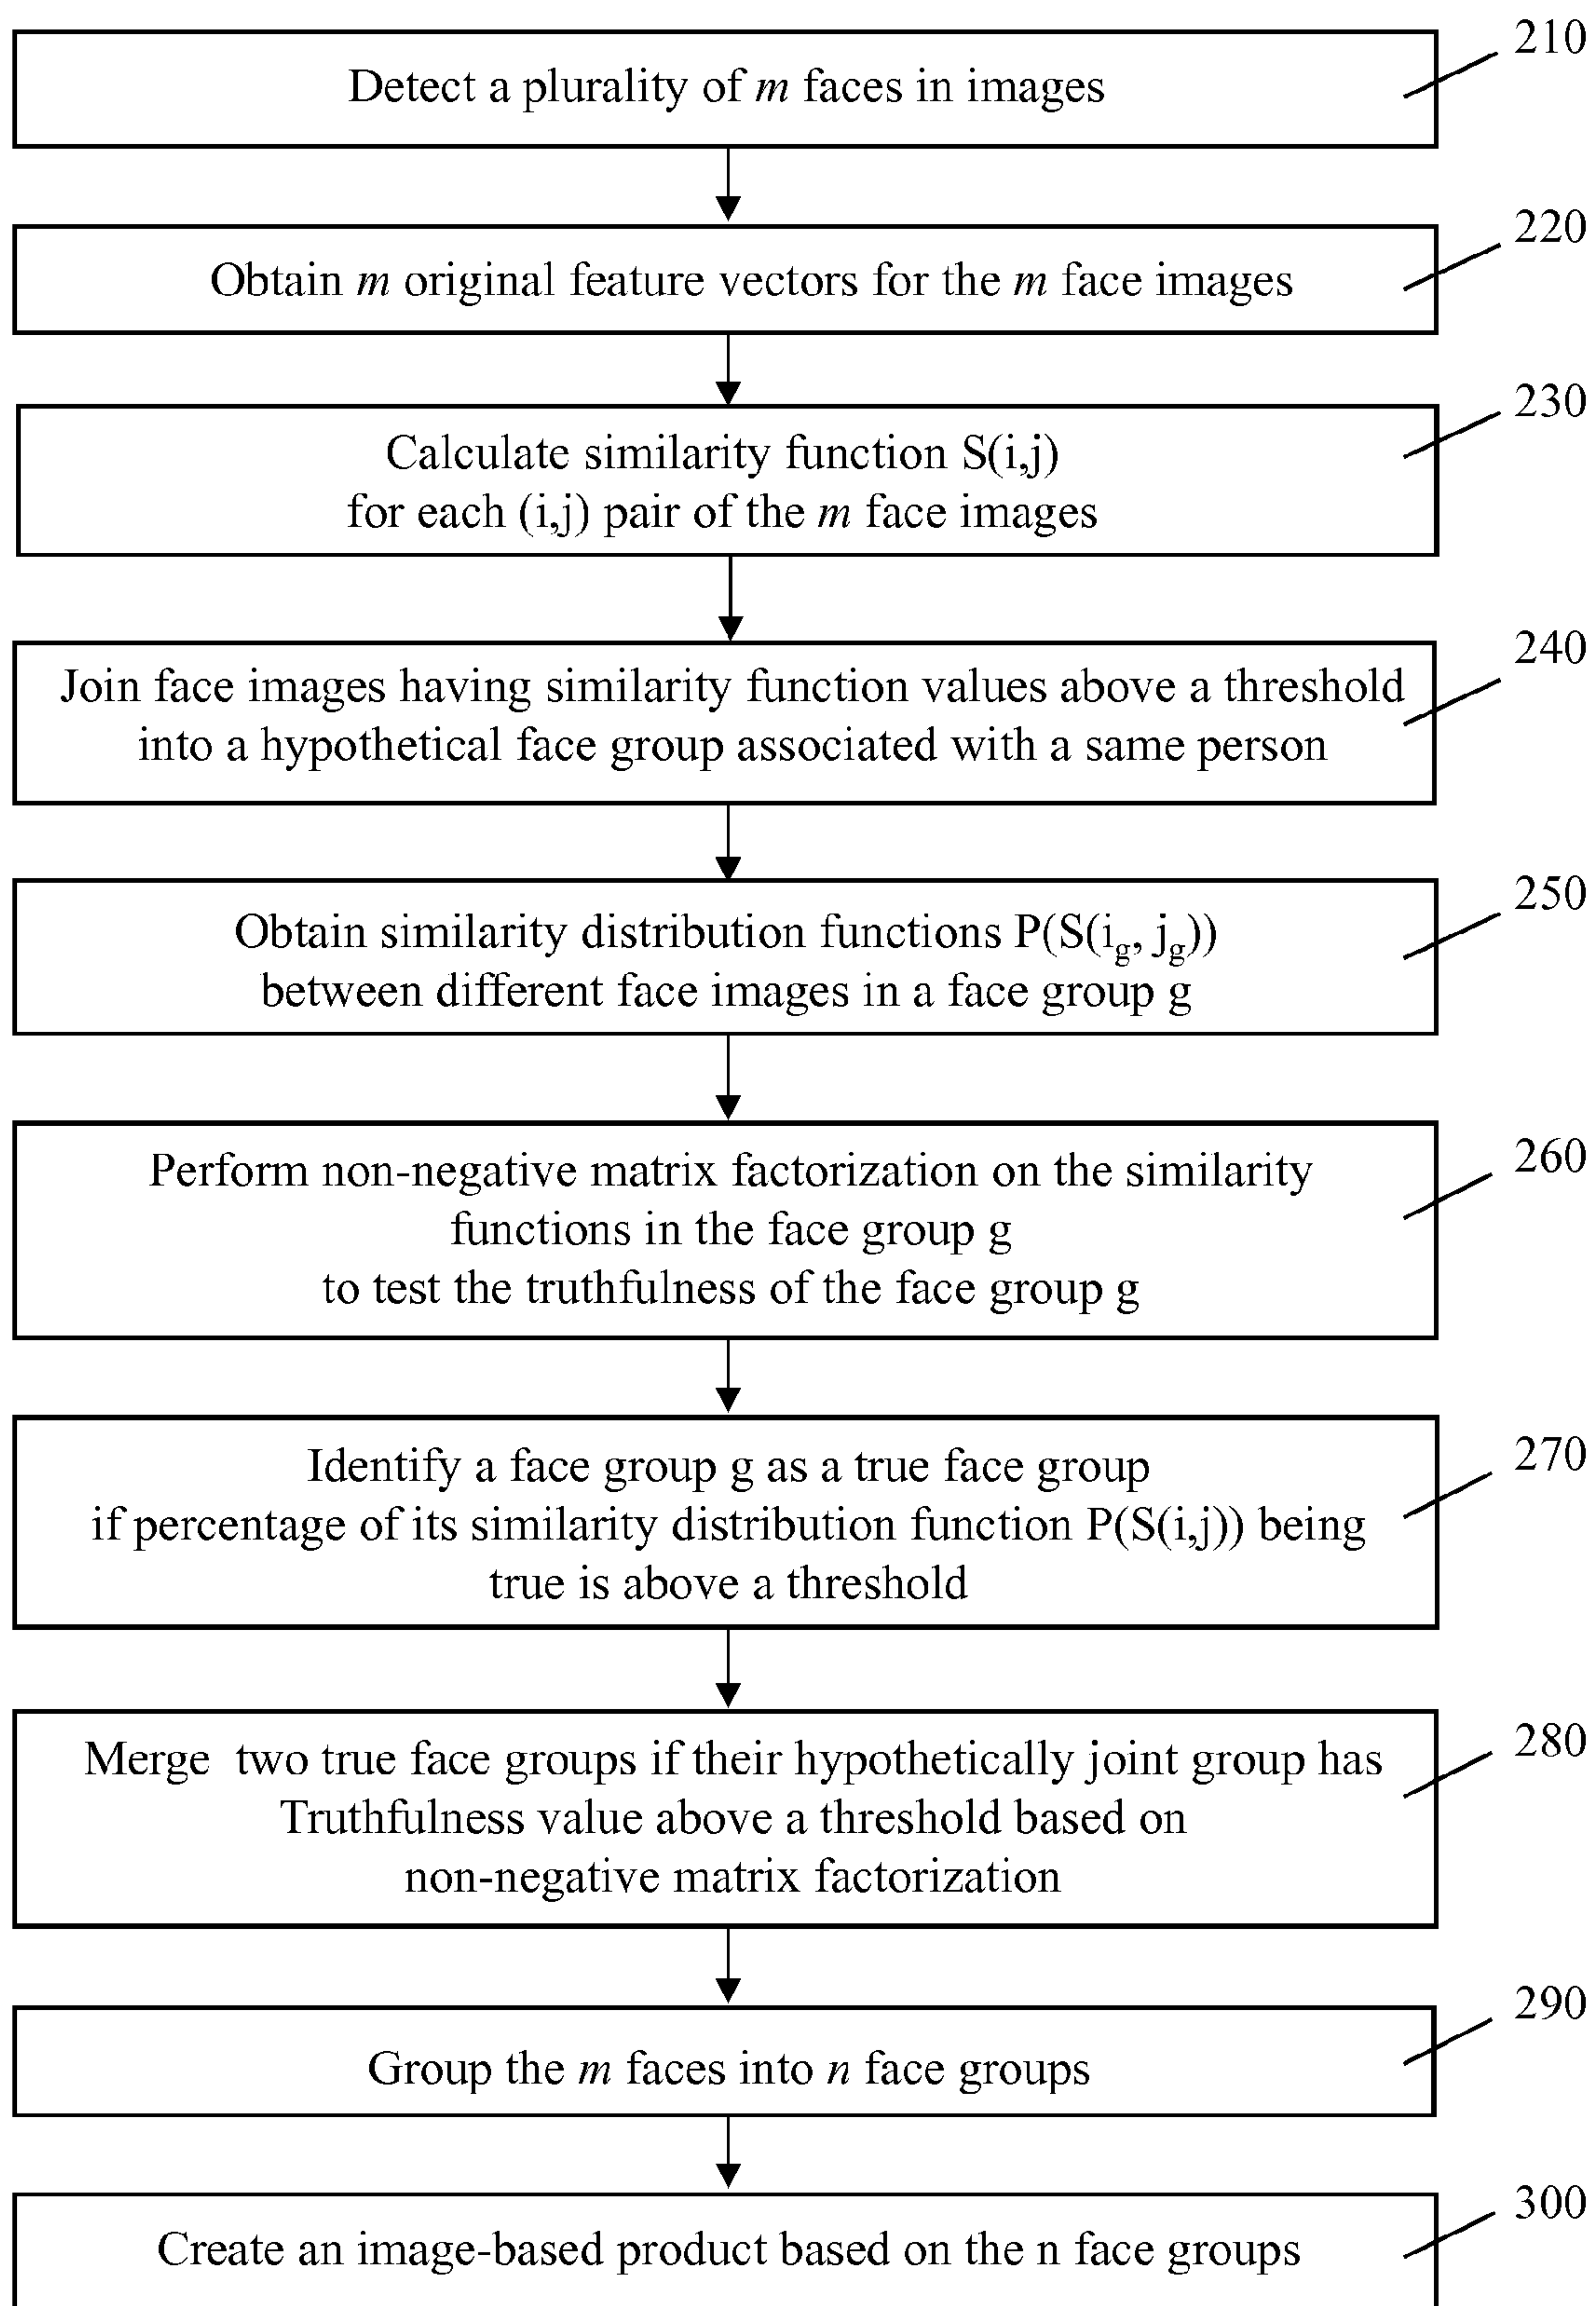 210
Detect a plurality of m faces in images
220
Obtain m original feature vectors for the m face images
230
Calculate similarity function S(i,j)
for each (i,j) pair of the m face images
240
Join face images having similarity function values above a threshold
into a hypothetical face group associated with a same person
250
Obtain similarity distribution functions P(S(ig, jg))
between different face images in a face group g
260
Perform non-negative matrix factorization on the similarity
functions in the face group g
to test the truthfulness of the face group g
270
Identify a face group g as a true face group
if percentage of its similarity distribution function P(S(i,j)) being
true is above a threshold
280
Merge two true face groups if their hypothetically joint group has
Truthfulness value above a threshold based on
non-negative matrix factorization
290
Group the m faces into n face groups
300
Create an image-based product based on the n face groups